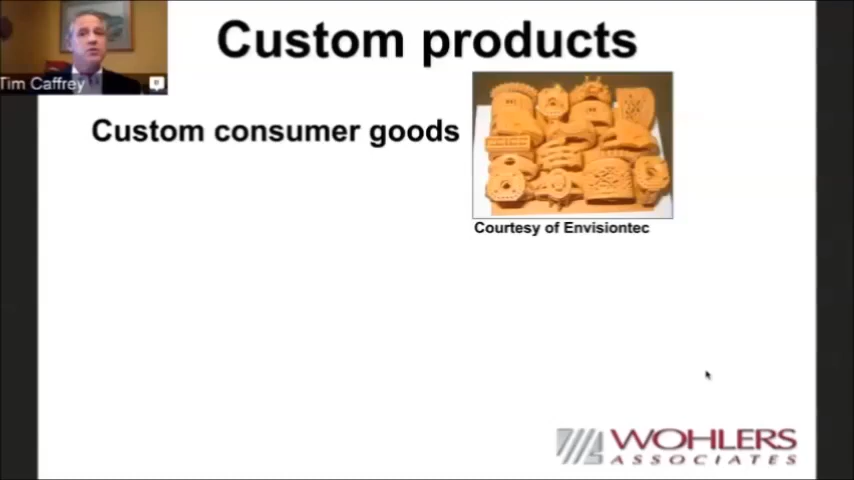 Custom products
Tim Caffrey
Custom consumer goods
Courtesy of Envisiontec
WOHLERS
ASSOCIATES